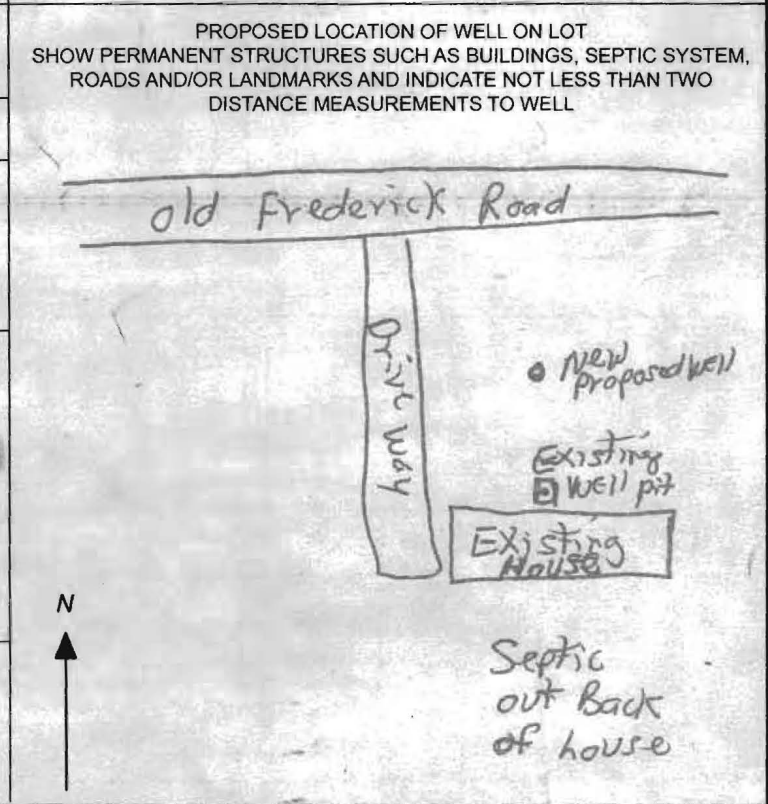 PROPOSED LOCATION OF WELL ON LOT
SHOW PERMANENT STRUCTURES SUCH AS BUILDINGS, SEPTIC SYSTEM,
ROADS AND/OR LANDMARKS AND INDICATE NOT LESS THAN TWO
DISTANCE MEASUREMENTS TO WELL
old Frederick Road
Drive way
New
proposed well
Existing
well pit
Existing
House
N
Septic
out Back
of house